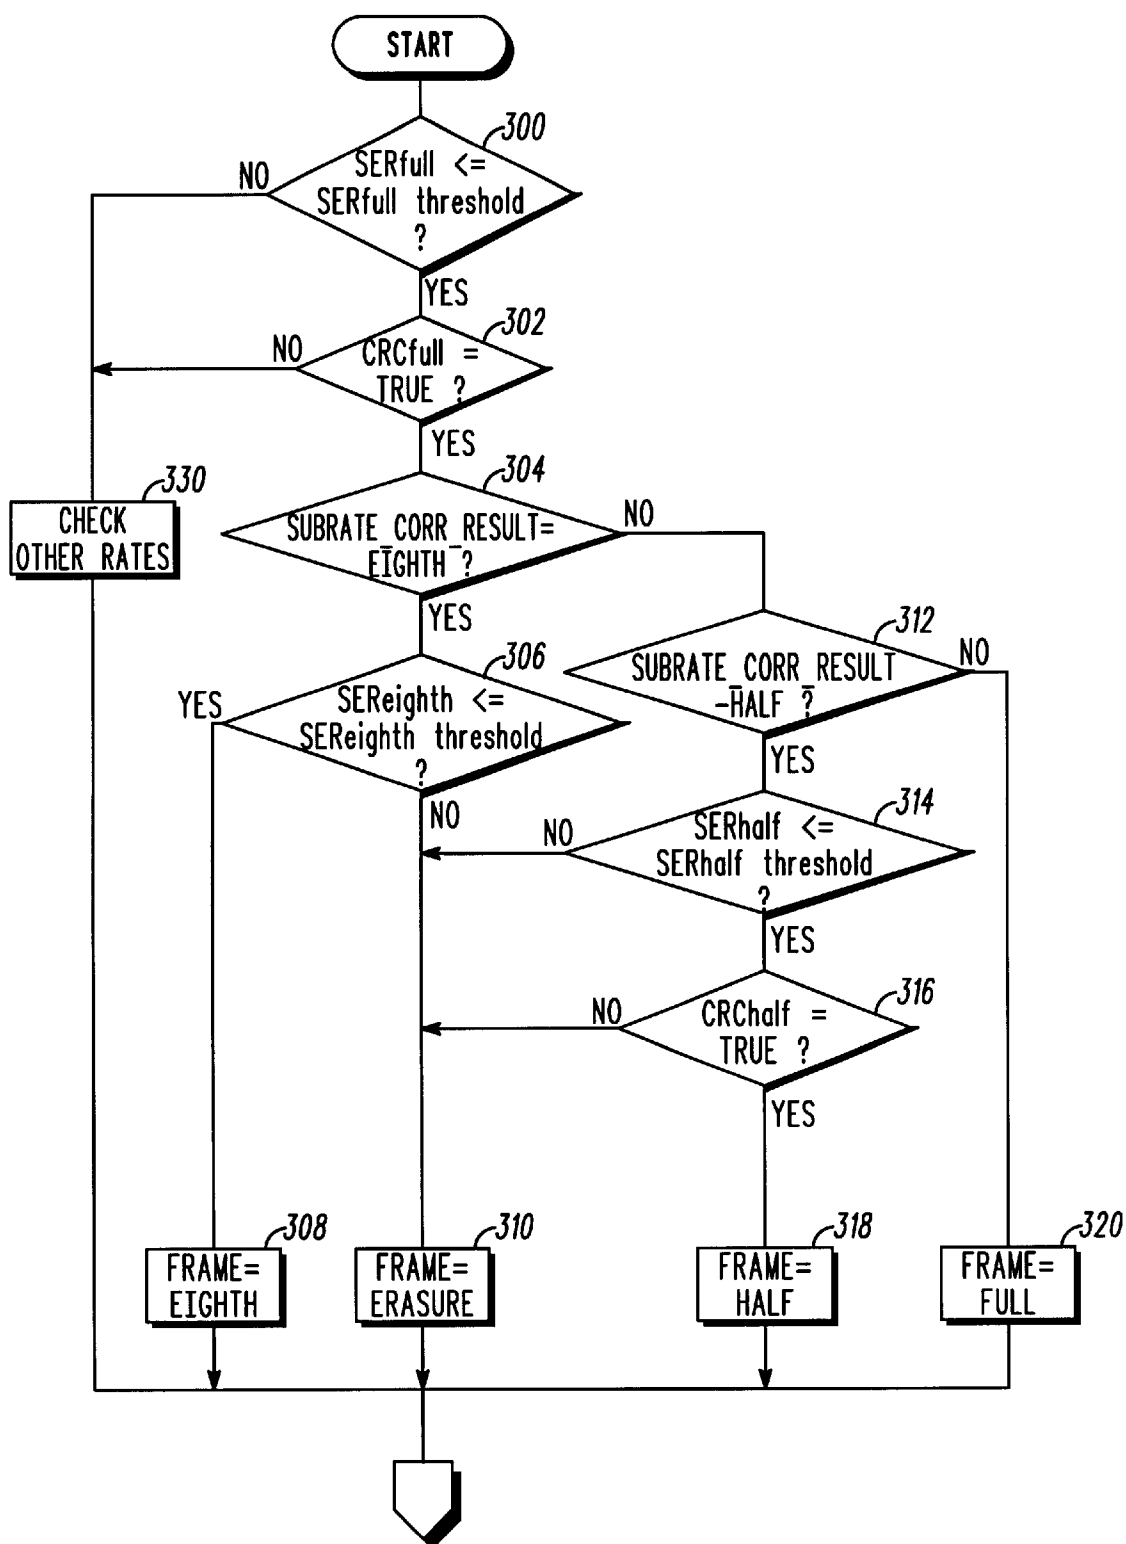 START
300
SERfull <=
SERfull threshold
?
NO
YES
302
CRCfull =
TRUE ?
NO
YES
304
SUBRATE_CORR_RESULT=
EIGHTH ?
NO
YES
330
CHECK
OTHER RATES
306
SEReighth <=
SEReighth threshold
?
YES
NO
312
SUBRATE_CORR_RESULT
-HALF ?
NO
YES
314
SERhalf <=
SERhalf threshold
?
NO
YES
316
CRChalf =
TRUE ?
NO
YES
308
FRAME=
EIGHTH
310
FRAME=
ERASURE
318
FRAME=
HALF
320
FRAME=
FULL